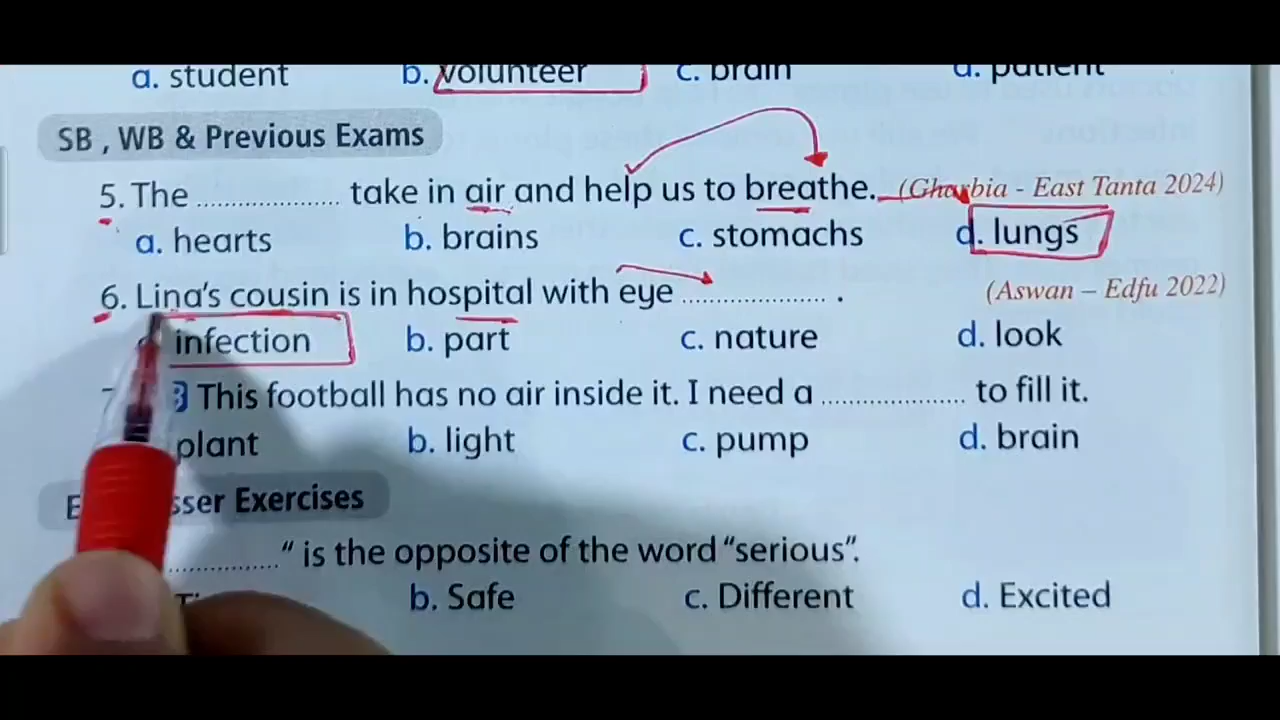 a. student b. volunteer c. brain d. patient
SB , WB & Previous Exams
5. The .................... take in air and help us to breathe. (Gharbia - East Tanta 2024)
a. hearts b. brains c. stomachs d. lungs
6. Lina's cousin is in hospital with eye .................... . (Aswan – Edfu 2022)
infection b. part c. nature d. look
This football has no air inside it. I need a .................... to fill it.
plant b. light c. pump d. brain
Exercises
...............“ is the opposite of the word “serious”.
b. Safe c. Different d. Excited